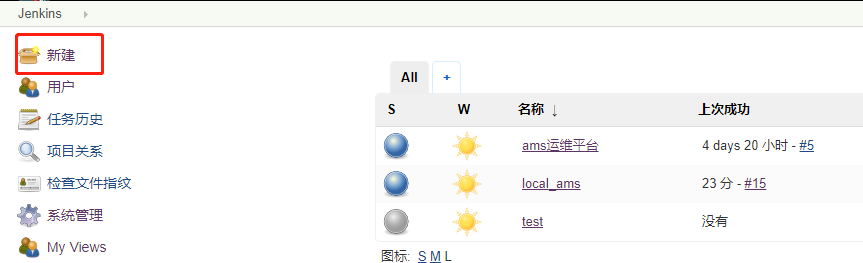 Jenkins
新建
用户
任务历史
项目关系
检查文件指纹
系统管理
My Views
All +
S W 名称 ↓ 上次成功
ams运维平台 4 days 20 小时 - #5
local_ams 23 分 - #15
test 没有
图标: S M L